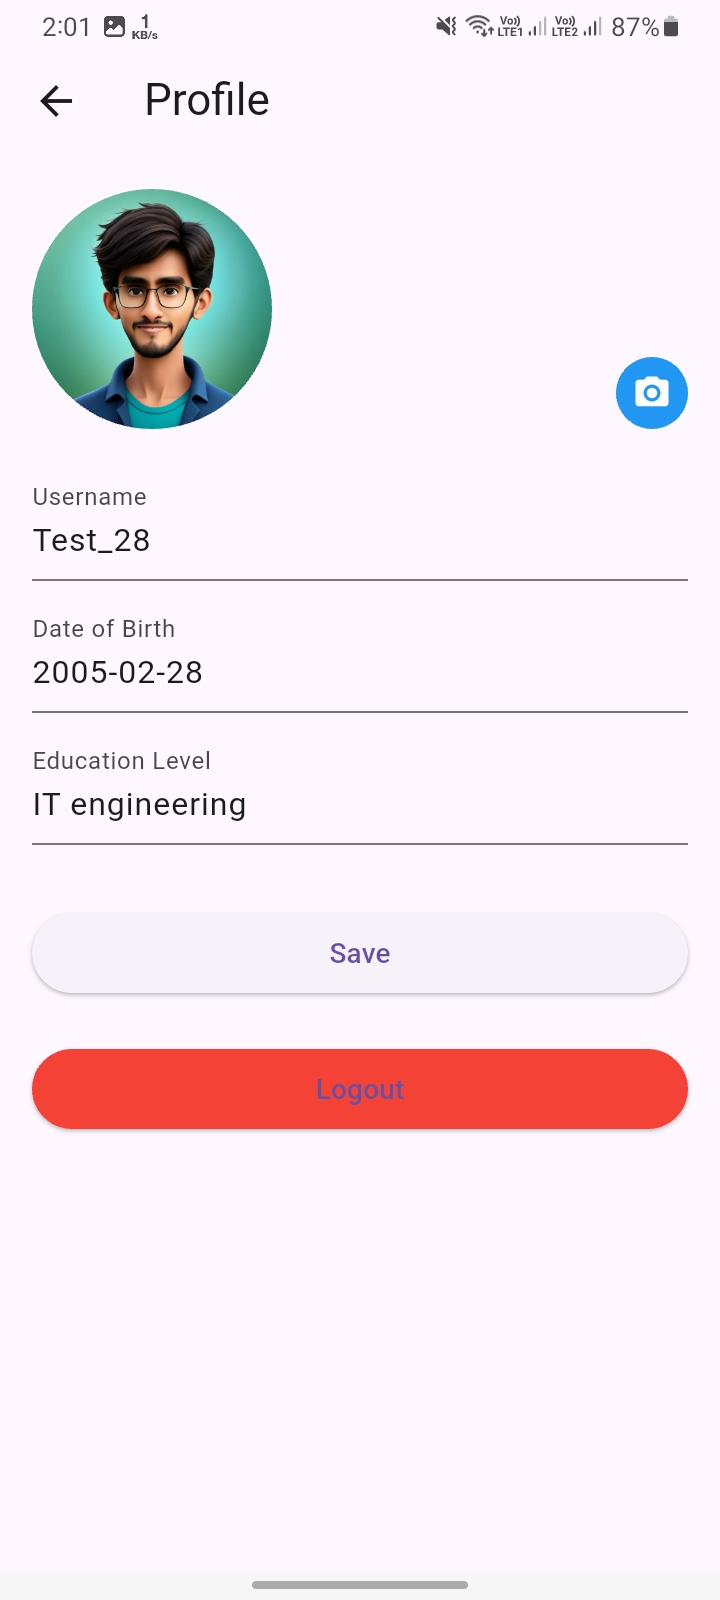 2:01 1 KB/s Vo)) LTE1 Vo)) LTE2 87%
Profile
Username
Test_28
Date of Birth
2005-02-28
Education Level
IT engineering
Save
Logout